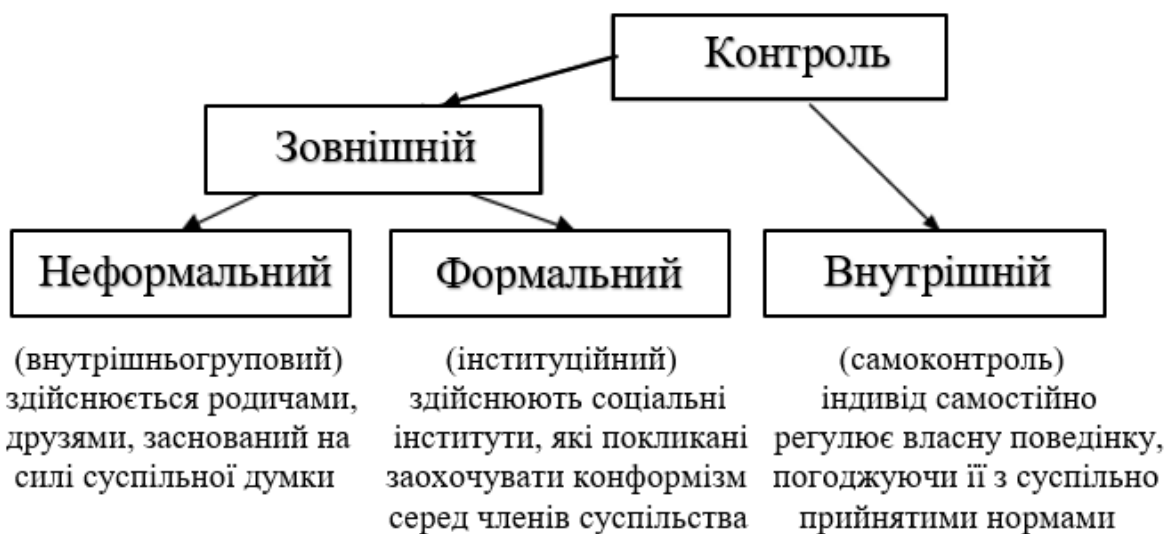 Контроль
Зовнішній
Неформальний
Формальний
Внутрішній
(внутрішньогруповий)
здійснюється родичами,
друзями, заснований на
силі суспільної думки
(інституційний)
здійснюють соціальні
інститути, які покликані
заохочувати конформізм
серед членів суспільства
(самоконтроль)
індивід самостійно
регулює власну поведінку,
погоджуючи її з суспільно
прийнятими нормами